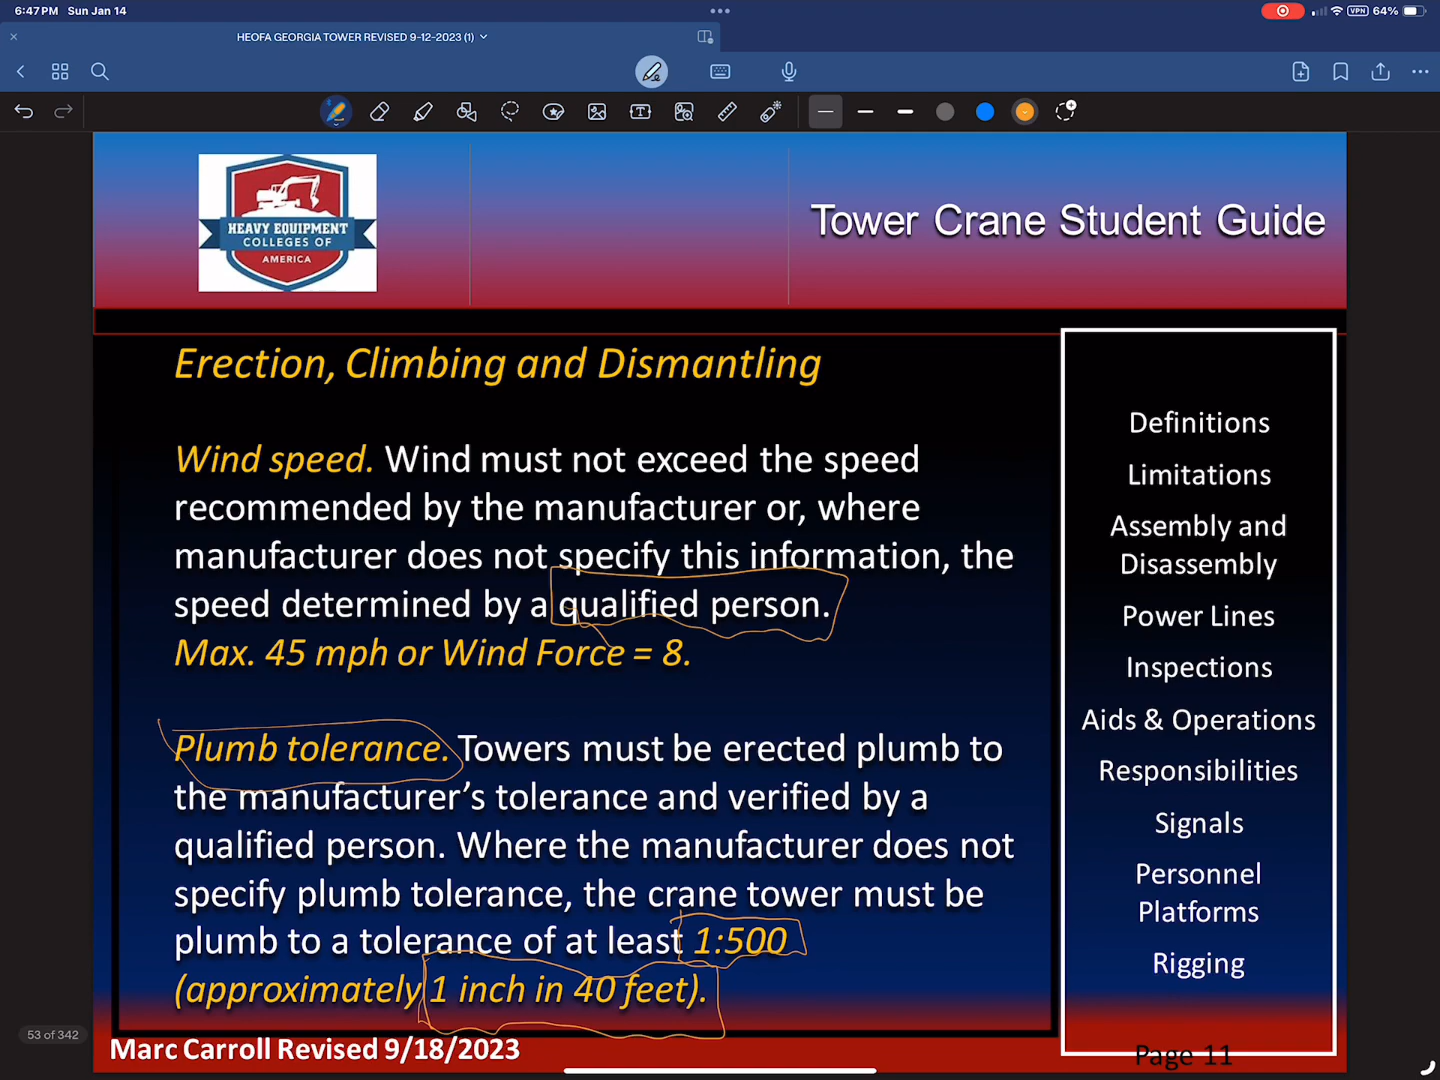 6:47 PM Sun Jan 14
VPN 64%
HEOFA GEORGIA TOWER REVISED 9-12-2023 (1)
HEAVY EQUIPMENT
COLLEGES OF
AMERICA
Tower Crane Student Guide
Erection, Climbing and Dismantling
Wind speed. Wind must not exceed the speed
recommended by the manufacturer or, where
manufacturer does not specify this information, the
speed determined by a qualified person.
Max. 45 mph or Wind Force = 8.
Plumb tolerance. Towers must be erected plumb to
the manufacturer’s tolerance and verified by a
qualified person. Where the manufacturer does not
specify plumb tolerance, the crane tower must be
plumb to a tolerance of at least 1:500
(approximately 1 inch in 40 feet).
Definitions
Limitations
Assembly and
Disassembly
Power Lines
Inspections
Aids & Operations
Responsibilities
Signals
Personnel
Platforms
Rigging
53 of 342
Marc Carroll Revised 9/18/2023
Page 11